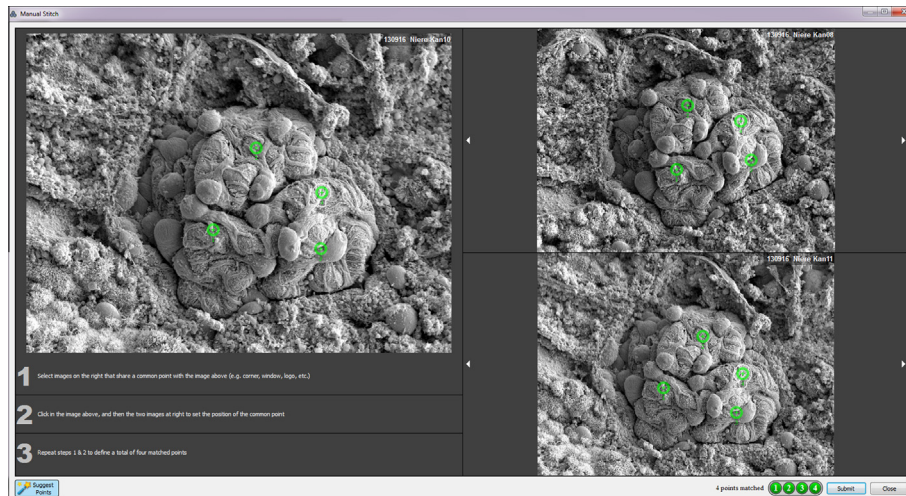 Manual Stitch
130916_Niere Kan10
130916_Niere Kan08
130916_Niere Kan11
1 Select images on the right that share a common point with the image above (e.g. corner, window, logo, etc.)
2 Click in the image above, and then the two images at right to set the position of the common point
3 Repeat steps 1 & 2 to define a total of four matched points
Suggest
Points
4 points matched
1 2 3 4
Submit
Close